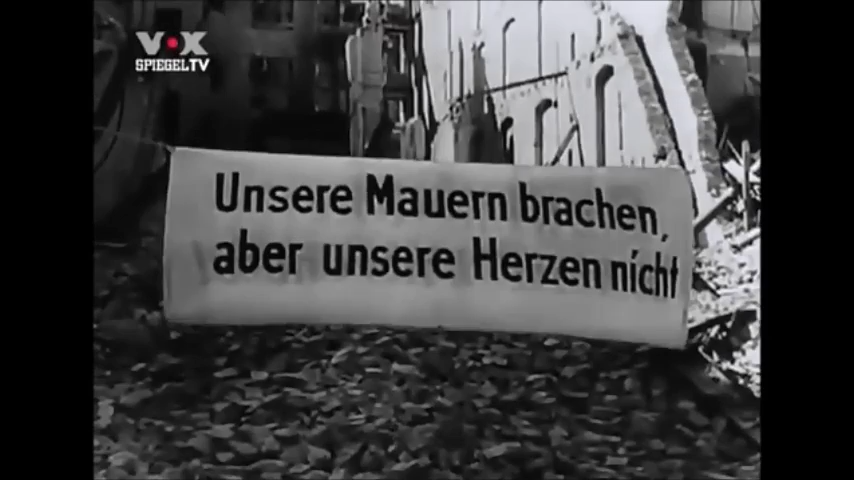 VOX
SPIEGEL TV
Unsere Mauern brachen,
aber unsere Herzen nicht